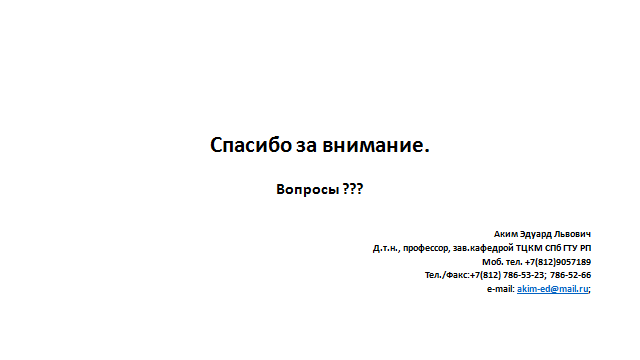 Спасибо за внимание.
Вопросы ???
Аким Эдуард Львович
Д.т.н., профессор, зав.кафедрой ТЦКМ СПб ГТУ РП
Моб. тел. +7(812)9057189
Тел./Факс:+7(812) 786-53-23; 786-52-66
e-mail: akim-ed@mail.ru;